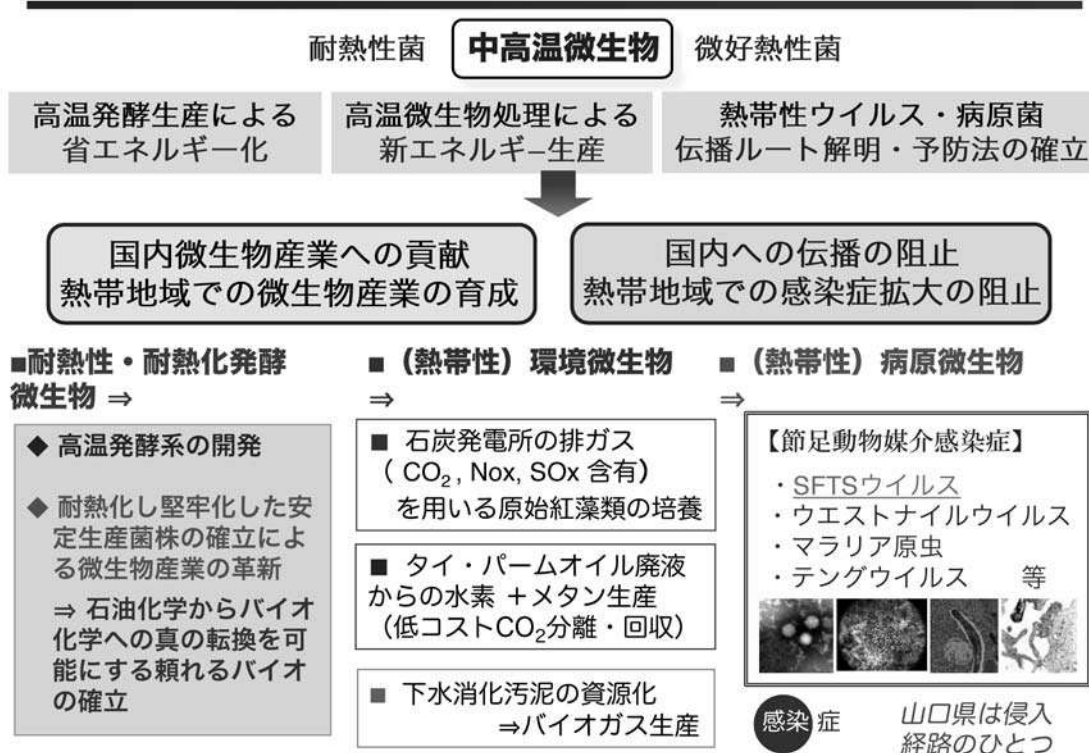 耐熱性菌 中高温微生物 微好熱性菌
高温発酵生産による
省エネルギー化
高温微生物処理による
新エネルギ–生産
熱帯性ウイルス・病原菌
伝播ルート解明・予防法の確立
国内微生物産業への貢献
熱帯地域での微生物産業の育成
国内への伝播の阻止
熱帯地域での感染症拡大の阻止
■耐熱性・耐熱化発酵
微生物 ⇒
◆ 高温発酵系の開発
◆ 耐熱化し堅牢化した安
定生産菌株の確立によ
る微生物産業の革新
⇒ 石油化学からバイオ
化学への真の転換を可
能にする頼れるバイオ
の確立
■(熱帯性)環境微生物
⇒
■ 石炭発電所の排ガス
( CO₂ , Nox, SOx 含有)
を用いる原始紅藻類の培養
■ タイ・パームオイル廃液
からの水素 +メタン生産
(低コストCO₂分離・回収)
■ 下水消化汚泥の資源化
⇒バイオガス生産
■(熱帯性)病原微生物
⇒
【節足動物媒介感染症】
・SFTSウイルス
・ウエストナイルウイルス
・マラリア原虫
・テングウイルス 等
感染症
山口県は侵入
経路のひとつ